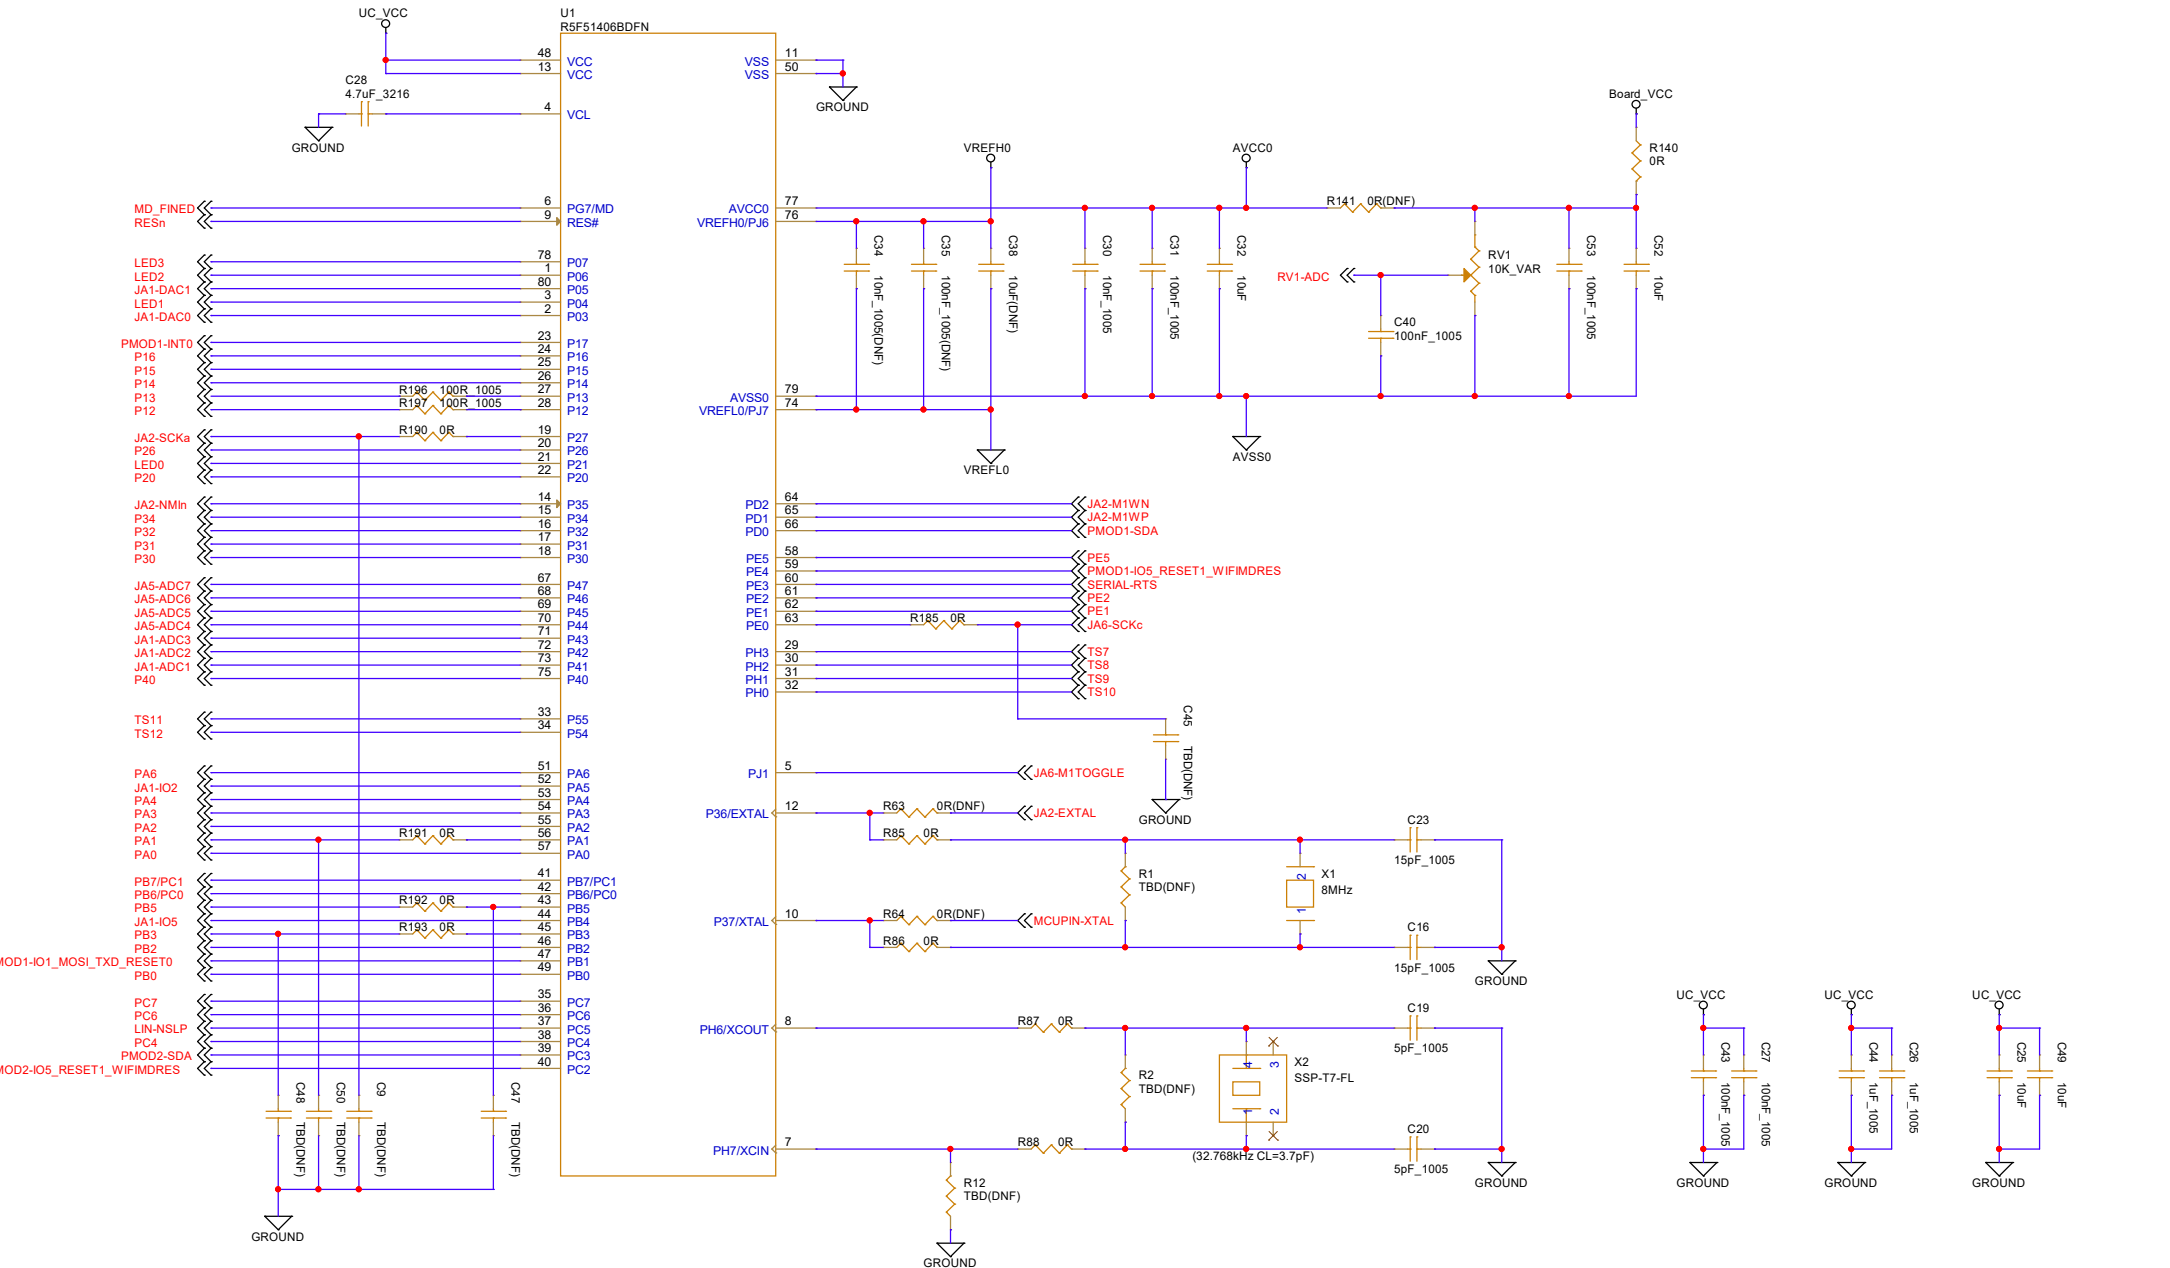 UC_VCC
U1
R5F51406BDFN
48 VCC
13 VCC
C28
4.7uF_3216
4 VCL
GROUND
11 VSS
50 VSS
GROUND
MD_FINED 6 PG7/MD
RESn 9 RES#
LED3 78 P07
LED2 1 P06
JA1-DAC1 80 P05
LED1 3 P04
JA1-DAC0 2 P03
PMOD1-INT0 23 P17
P16 24 P16
P15 25 P15
P14 26 P14
P13 R196 100R_1005 27 P13
P12 R197 100R_1005 28 P12
JA2-SCKa R190 0R 19 P27
P26 20 P26
LED0 21 P21
P20 22 P20
JA2-NMIn 14 P35
P34 15 P34
P32 16 P32
P31 17 P31
P30 18 P30
JA5-ADC7 67 P47
JA5-ADC6 68 P46
JA5-ADC5 69 P45
JA5-ADC4 70 P44
JA1-ADC3 71 P43
JA1-ADC2 72 P42
JA1-ADC1 73 P41
P40 75 P40
TS11 33 P55
TS12 34 P54
PA6 51 PA6
JA1-IO2 52 PA5
PA4 53 PA4
PA3 54 PA3
PA2 55 PA2
PA1 R191 0R 56 PA1
PA0 57 PA0
PB7/PC1 41 PB7/PC1
PB6/PC0 42 PB6/PC0
PB5 R192 0R 43 PB5
JA1-IO5 44 PB4
PB3 R193 0R 45 PB3
PB2 46 PB2
MOD1-IO1_MOSI_TXD_RESET0 47 PB1
PB0 49 PB0
PC7 35 PC7
PC6 36 PC6
LIN-NSLP 37 PC5
PC4 38 PC4
PMOD2-SDA 39 PC3
MOD2-IO5_RESET1_WIFIMDRES 40 PC2
C48 TBD(DNF)
C50 TBD(DNF)
C9 TBD(DNF)
C47 TBD(DNF)
GROUND
VREFH0
AVCC0
Board_VCC
R140
0R
AVCC0 77
VREFH0/PJ6 76
R141 0R(DNF)
C34 10nF_1005(DNF)
C35 100nF_1005(DNF)
C38 10uF(DNF)
C30 10nF_1005
C31 100nF_1005
C32 10uF
RV1-ADC
RV1
10K_VAR
C53 100nF_1005
C52 10uF
C40
100nF_1005
AVSS0 79
VREFL0/PJ7 74
VREFL0
AVSS0
PD2 64 JA2-M1WN
PD1 65 JA2-M1WP
PD0 66 PMOD1-SDA
PE5 58 PE5
PE4 59 PMOD1-IO5_RESET1_WIFIMDRES
PE3 60 SERIAL-RTS
PE2 61 PE2
PE1 62 PE1
PE0 63 R185 0R JA6-SCKc
PH3 29 TS7
PH2 30 TS8
PH1 31 TS9
PH0 32 TS10
C45 TBD(DNF)
GROUND
PJ1 5 JA6-M1TOGGLE
P36/EXTAL 12 R63 0R(DNF) JA2-EXTAL
R85 0R
C23
15pF_1005
R1
TBD(DNF)
2
1
X1
8MHz
P37/XTAL 10 R64 0R(DNF) MCUPIN-XTAL
R86 0R
C16
15pF_1005
GROUND
PH6/XCOUT 8 R87 0R
C19
5pF_1005
R2
TBD(DNF)
4 3
1 2
X2
SSP-T7-FL
(32.768kHz CL=3.7pF)
PH7/XCIN 7 R88 0R
C20
5pF_1005
GROUND
R12
TBD(DNF)
GROUND
UC_VCC
C43 100nF_1005
C27 100nF_1005
GROUND
UC_VCC
C44 1uF_1005
C26 1uF_1005
GROUND
UC_VCC
C25 10uF
C49 10uF
GROUND